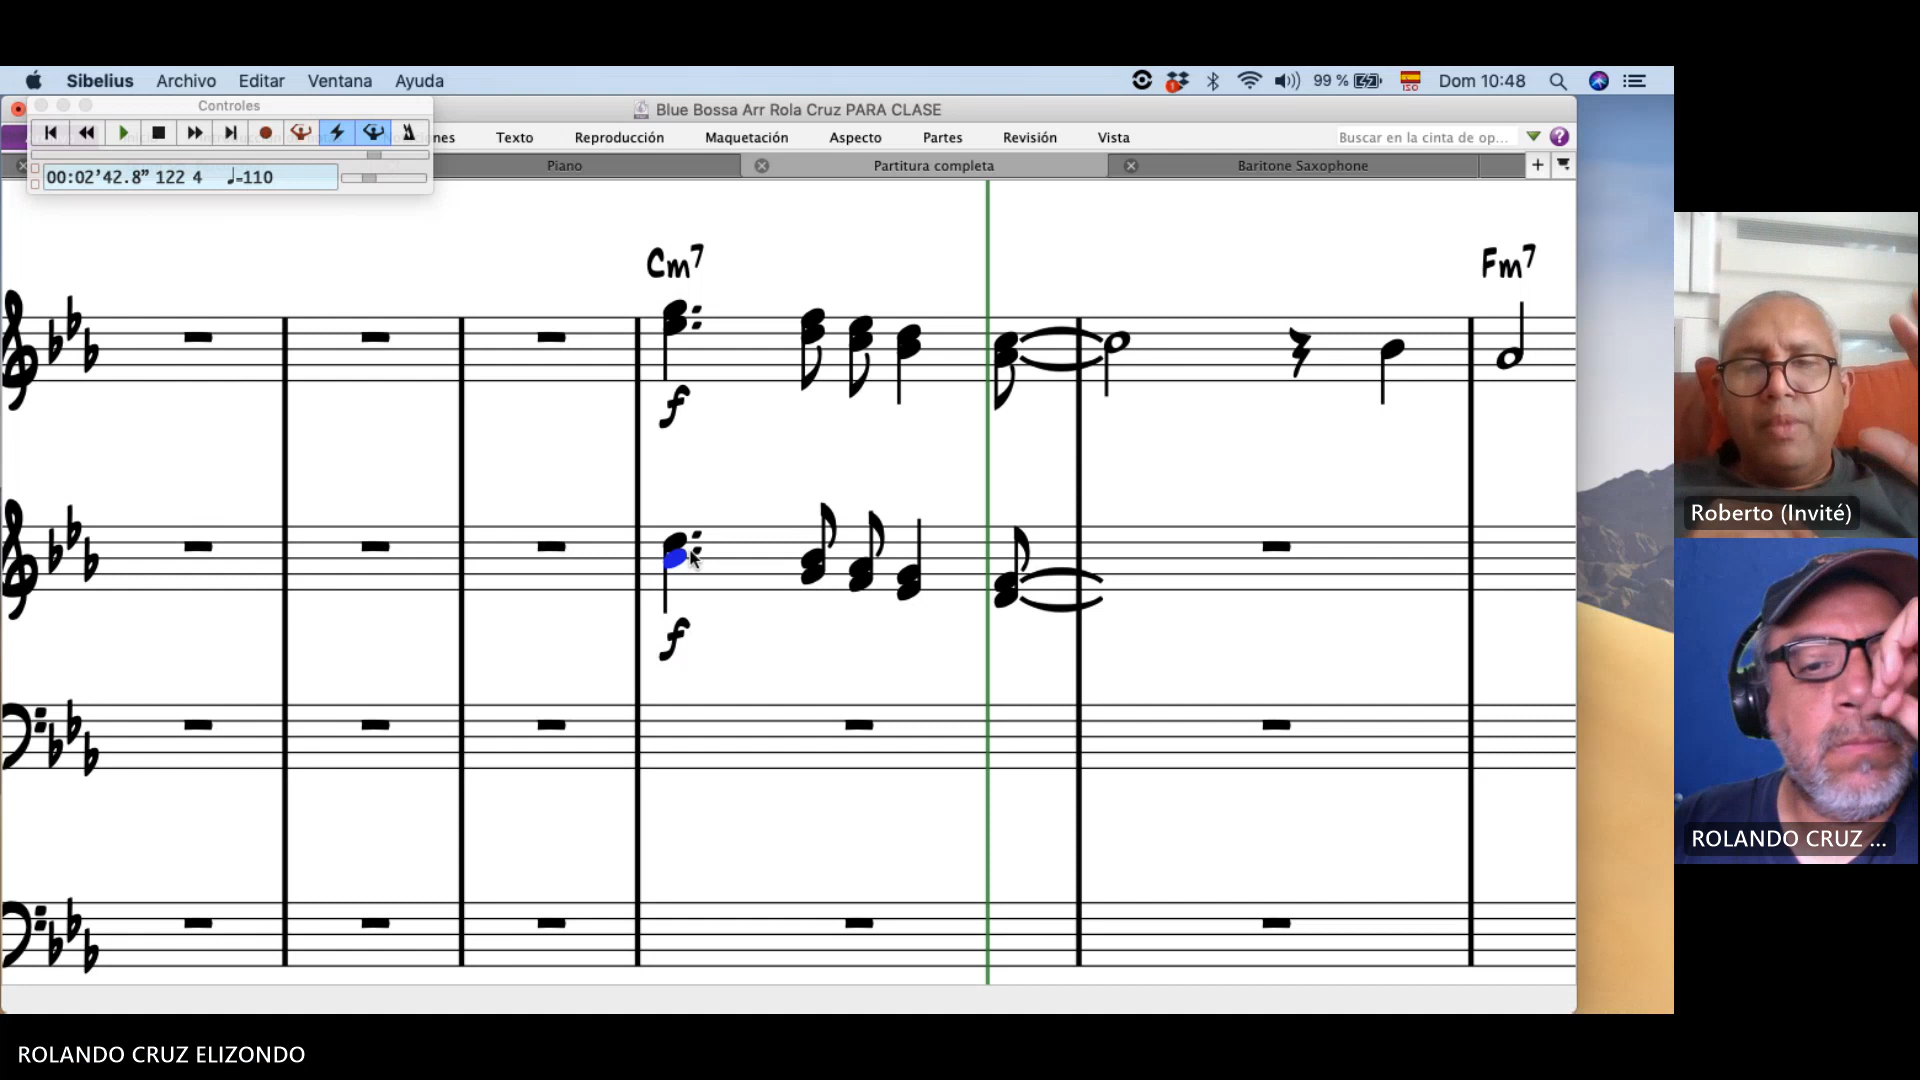 Sibelius Archivo Editar Ventana Ayuda 99 % ISO Dom 10:48
Controles
Blue Bossa Arr Rola Cruz PARA CLASE
nes Texto Reproducción Maquetación Aspecto Partes Revisión Vista Buscar en la cinta de op...
Piano Partitura completa Baritone Saxophone
00:02'42.8" 122 4 ♩=110
Cm7 Fm7
f
f
Roberto (Invité)
ROLANDO CRUZ ...
ROLANDO CRUZ ELIZONDO